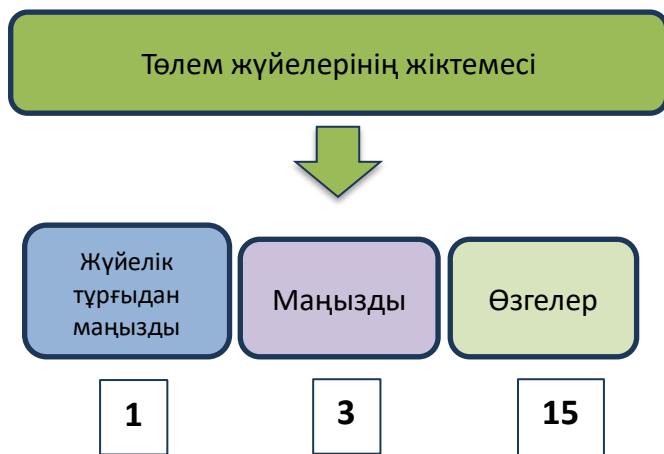 Төлем жүйелерінің жіктемесі
Жүйелік
тұрғыдан
маңызды
Маңызды
Өзгелер
1
3
15